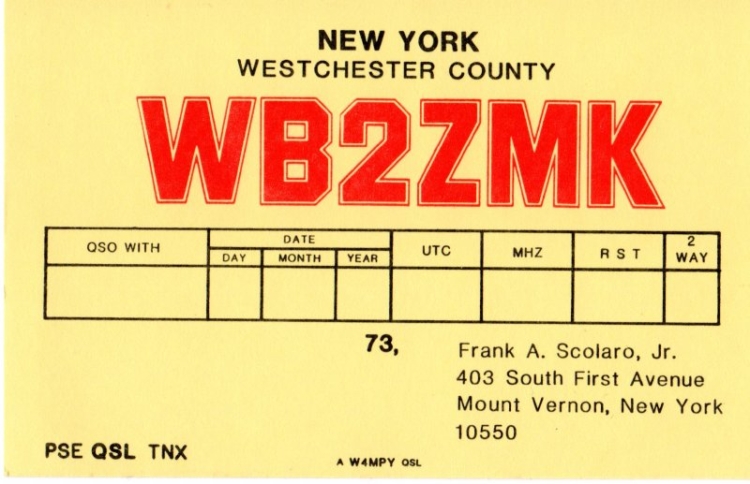 NEW YORK
WESTCHESTER COUNTY
WB2ZMK
QSO WITH DATE UTC MHZ R S T 2 WAY
DAY MONTH YEAR
73,
Frank A. Scolaro, Jr.
403 South First Avenue
Mount Vernon, New York
10550
PSE QSL TNX
A W4MPY QSL